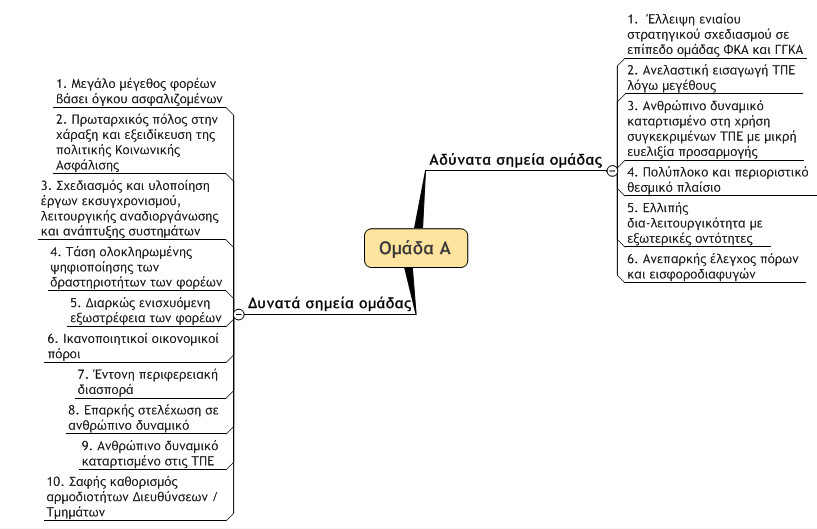 Ομάδα Α
Αδύνατα σημεία ομάδας
1.  Έλλειψη ενιαίου
στρατηγικού σχεδιασμού σε
επίπεδο ομάδας ΦΚΑ και ΓΓΚΑ
2. Ανελαστική εισαγωγή ΤΠΕ
λόγω μεγέθους
3. Ανθρώπινο δυναμικό
καταρτισμένο στη χρήση
συγκεκριμένων ΤΠΕ με μικρή
ευελιξία προσαρμογής
4. Πολύπλοκο και περιοριστικό
θεσμικό πλαίσιο
5. Ελλιπής
δια-λειτουργικότητα με
εξωτερικές οντότητες
6. Ανεπαρκής έλεγχος πόρων
και εισφοροδιαφυγών
Δυνατά σημεία ομάδας
1. Μεγάλο μέγεθος φορέων
βάσει όγκου ασφαλιζομένων
2. Πρωταρχικός πόλος στην
χάραξη και εξειδίκευση της
πολιτικής Κοινωνικής
Ασφάλισης
3. Σχεδιασμός και υλοποίηση
έργων εκσυγχρονισμού,
λειτουργικής αναδιοργάνωσης
και ανάπτυξης συστημάτων
4. Τάση ολοκληρωμένης
ψηφιοποίησης των
δραστηριοτήτων των φορέων
5. Διαρκώς ενισχυόμενη
εξωστρέφεια των φορέων
6. Ικανοποιητικοί οικονομικοί
πόροι
7. Έντονη περιφερειακή
διασπορά
8. Επαρκής στελέχωση σε
ανθρώπινο δυναμικό
9. Ανθρώπινο δυναμικό
καταρτισμένο στις ΤΠΕ
10. Σαφής καθορισμός
αρμοδιοτήτων Διευθύνσεων /
Τμημάτων